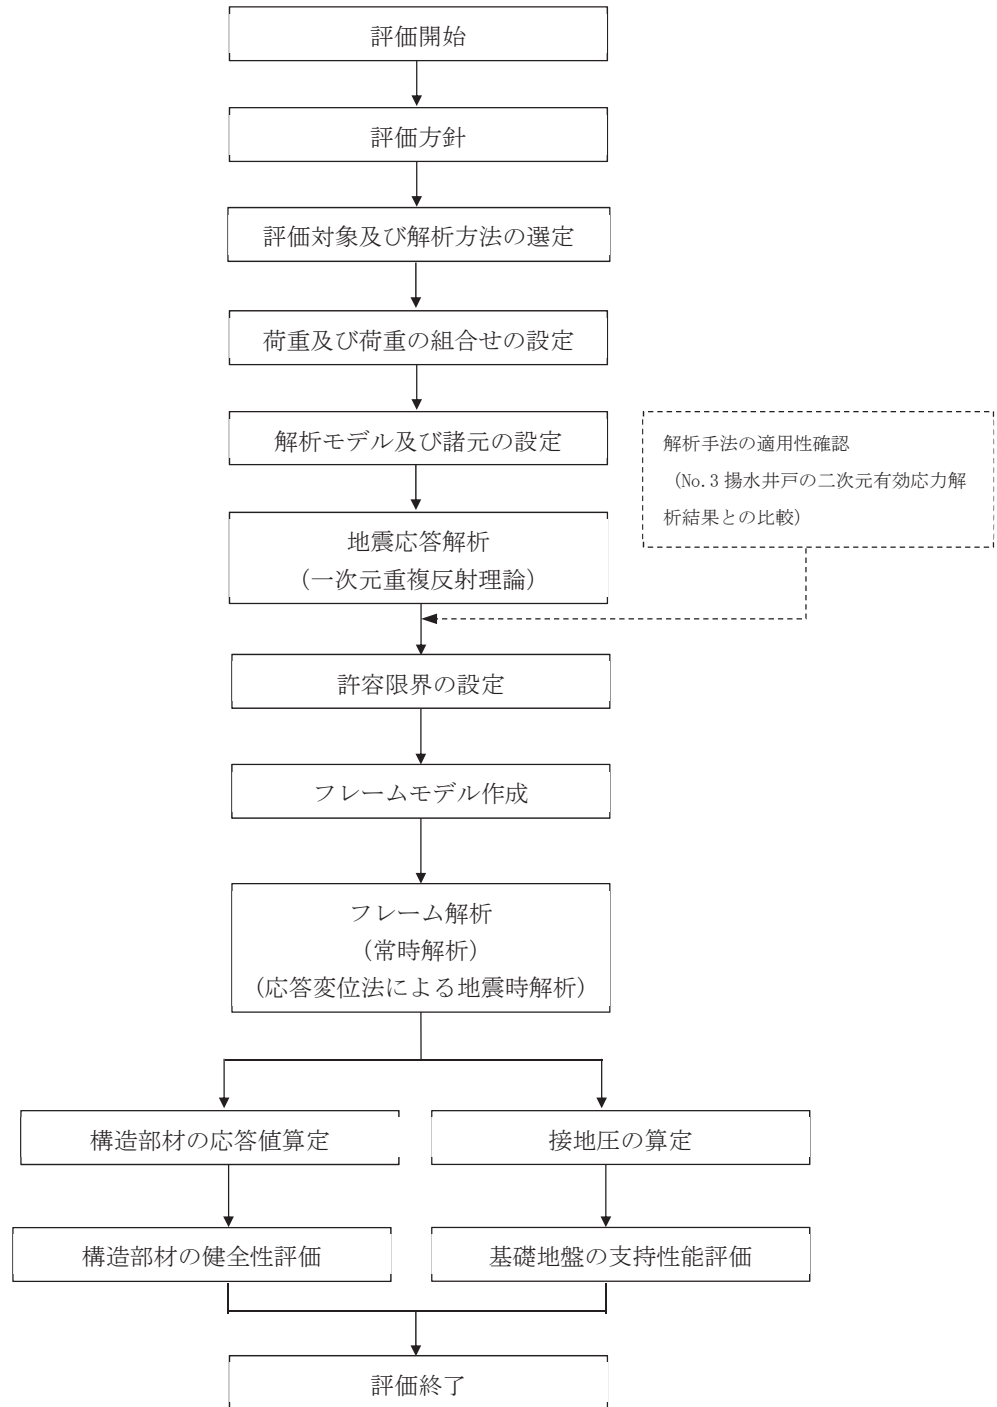 評価開始
評価方針
評価対象及び解析方法の選定
荷重及び荷重の組合せの設定
解析モデル及び諸元の設定
解析手法の適用性確認
（No.3 揚水井戸の二次元有効応力解
析結果との比較）
地震応答解析
（一次元重複反射理論）
許容限界の設定
フレームモデル作成
フレーム解析
（常時解析）
（応答変位法による地震時解析）
構造部材の応答値算定
接地圧の算定
構造部材の健全性評価
基礎地盤の支持性能評価
評価終了